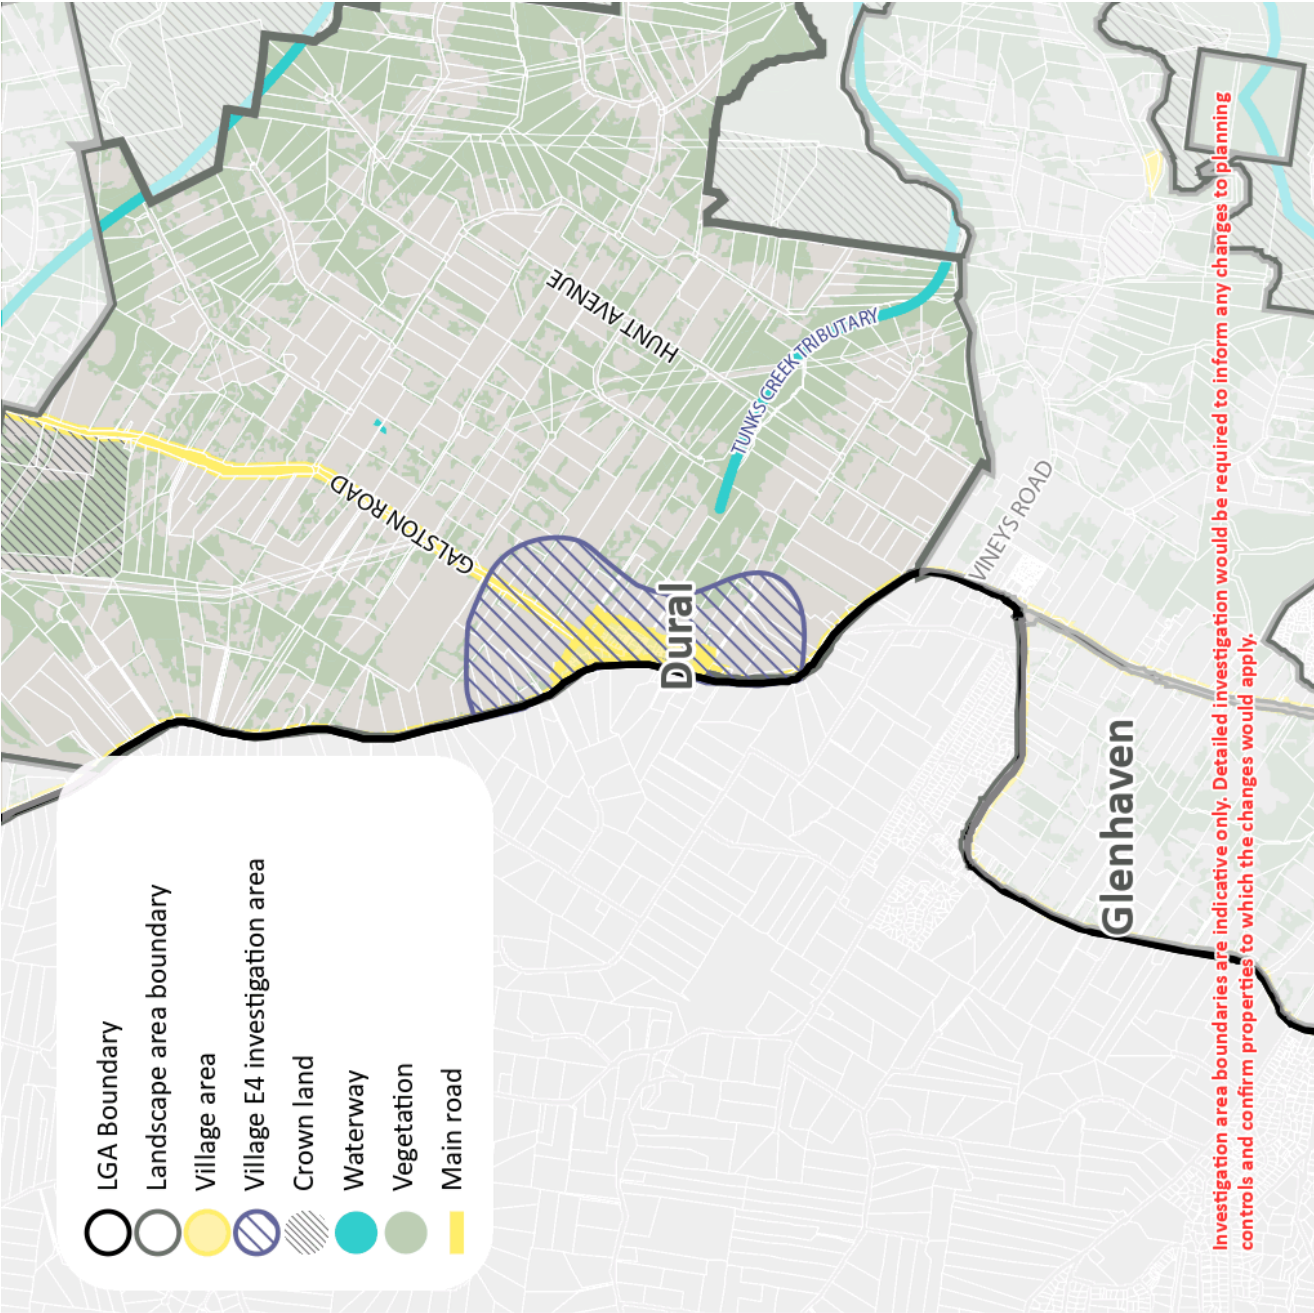 LGA Boundary
Landscape area boundary
Village area
Village E4 investigation area
Crown land
Waterway
Vegetation
Main road
GALSTON ROAD
HUNT AVENUE
TUNKS CREEK TRIBUTARY
Dural
VINEYS ROAD
Glenhaven
Investigation area boundaries are indicative only. Detailed investigation would be required to inform any changes to planning
controls and confirm properties to which the changes would apply.